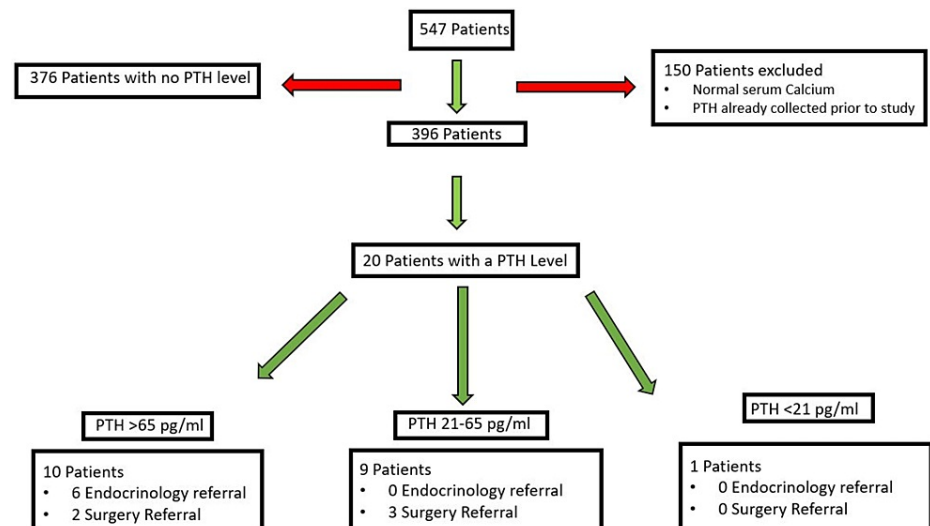 547 Patients
376 Patients with no PTH level
150 Patients excluded
• Normal serum Calcium
• PTH already collected prior to study
396 Patients
20 Patients with a PTH Level
PTH >65 pg/ml
10 Patients
• 6 Endocrinology referral
• 2 Surgery Referral
PTH 21-65 pg/ml
9 Patients
• 0 Endocrinology referral
• 3 Surgery Referral
PTH <21 pg/ml
1 Patients
• 0 Endocrinology referral
• 0 Surgery Referral